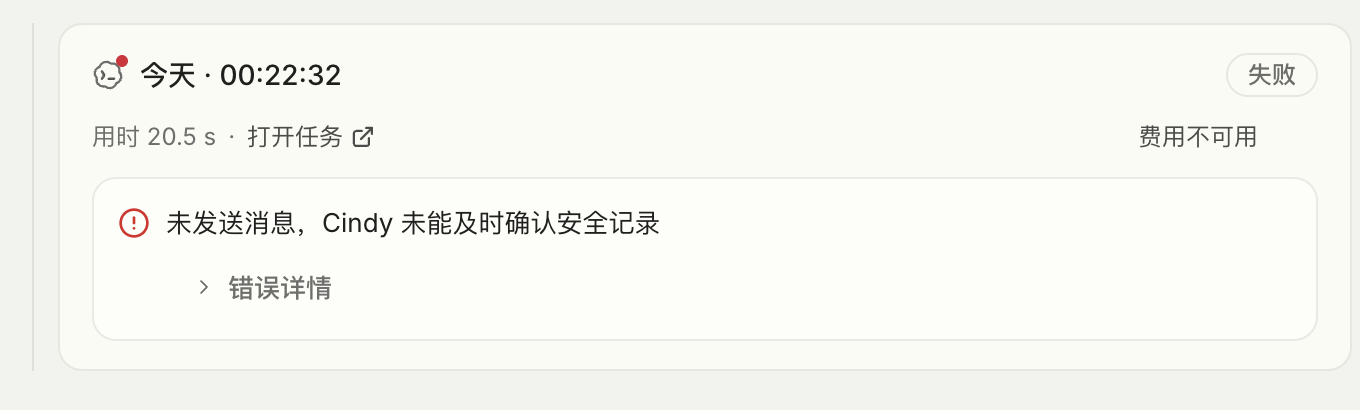 今天 · 00:22:32
失败
用时 20.5 s · 打开任务
费用不可用
未发送消息，Cindy 未能及时确认安全记录
错误详情